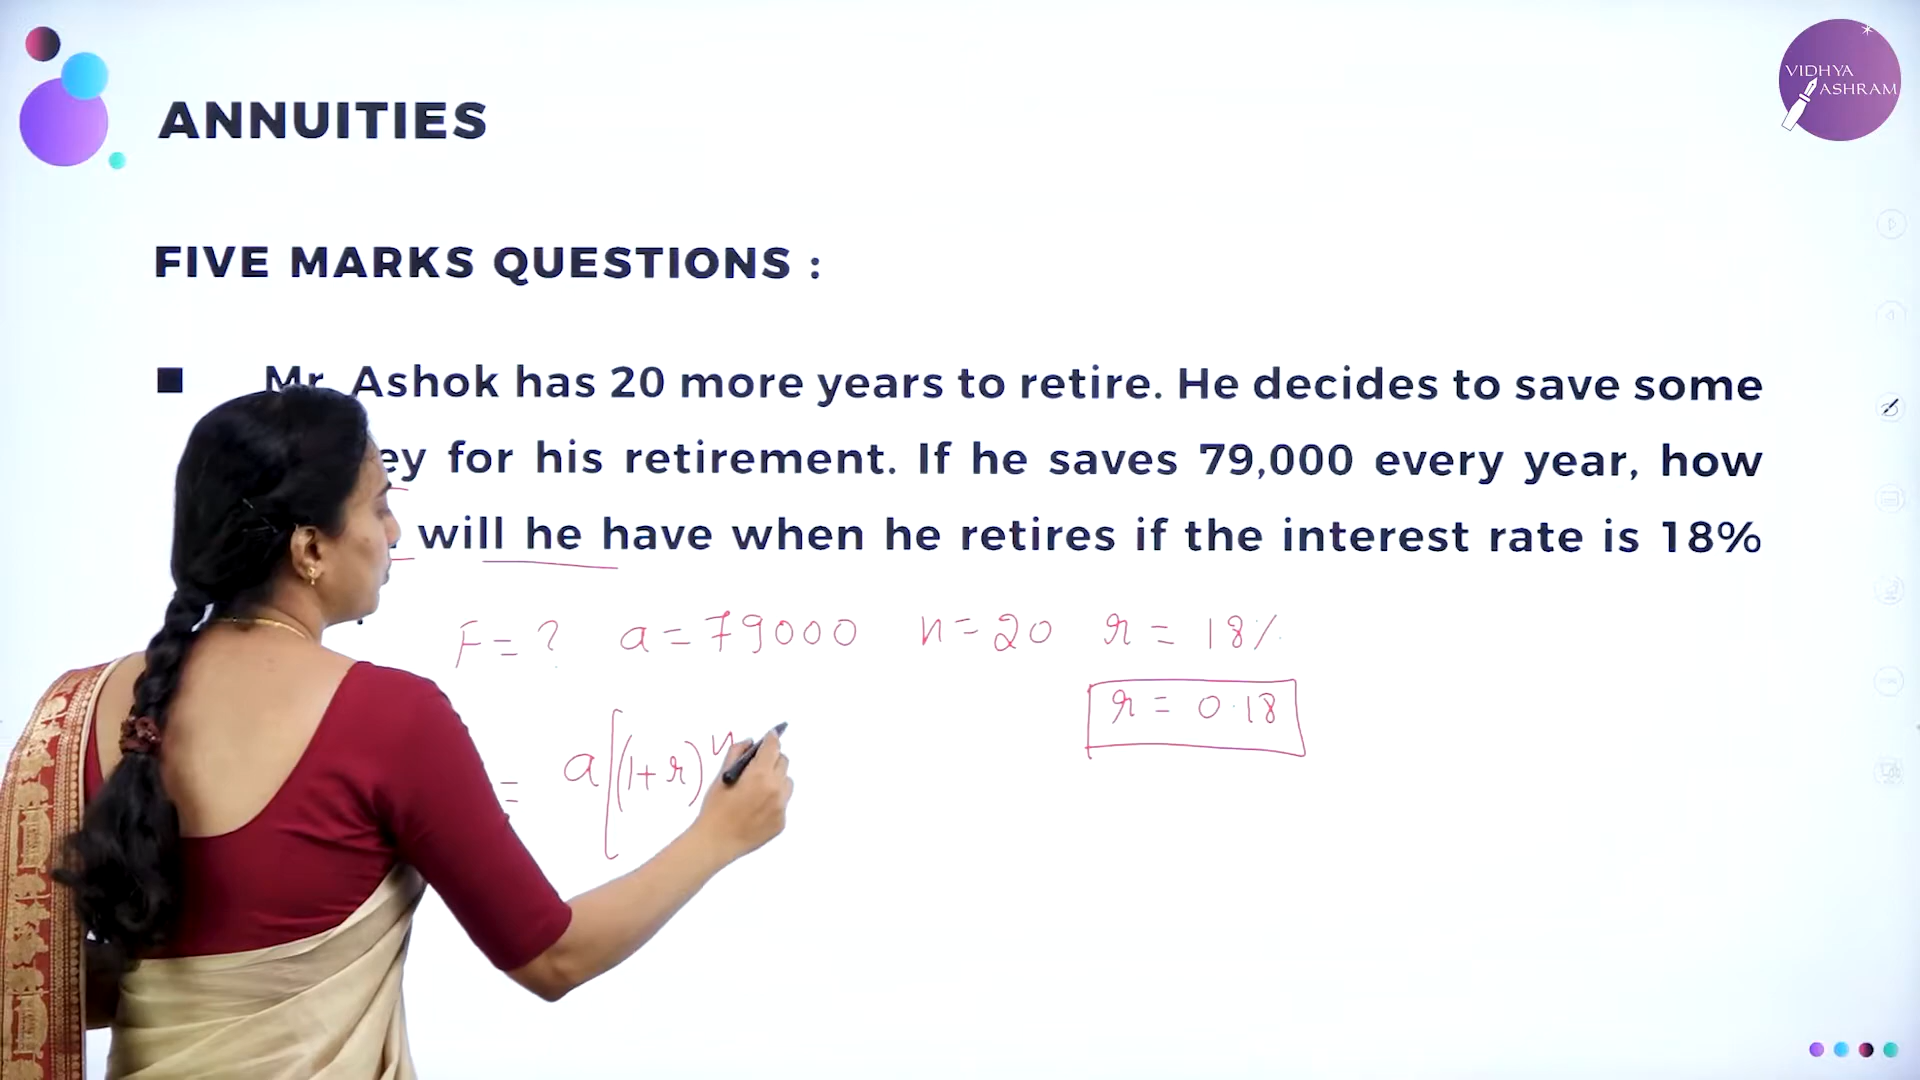 VIDHYA
ASHRAM
ANNUITIES
FIVE MARKS QUESTIONS :
Mr. Ashok has 20 more years to retire. He decides to save some
for his retirement. If he saves 79,000 every year, how
will he have when he retires if the interest rate is 18%
F = ? a = 79000 n = 20 r = 18%
r = 0.18
= a[(1+r)^n